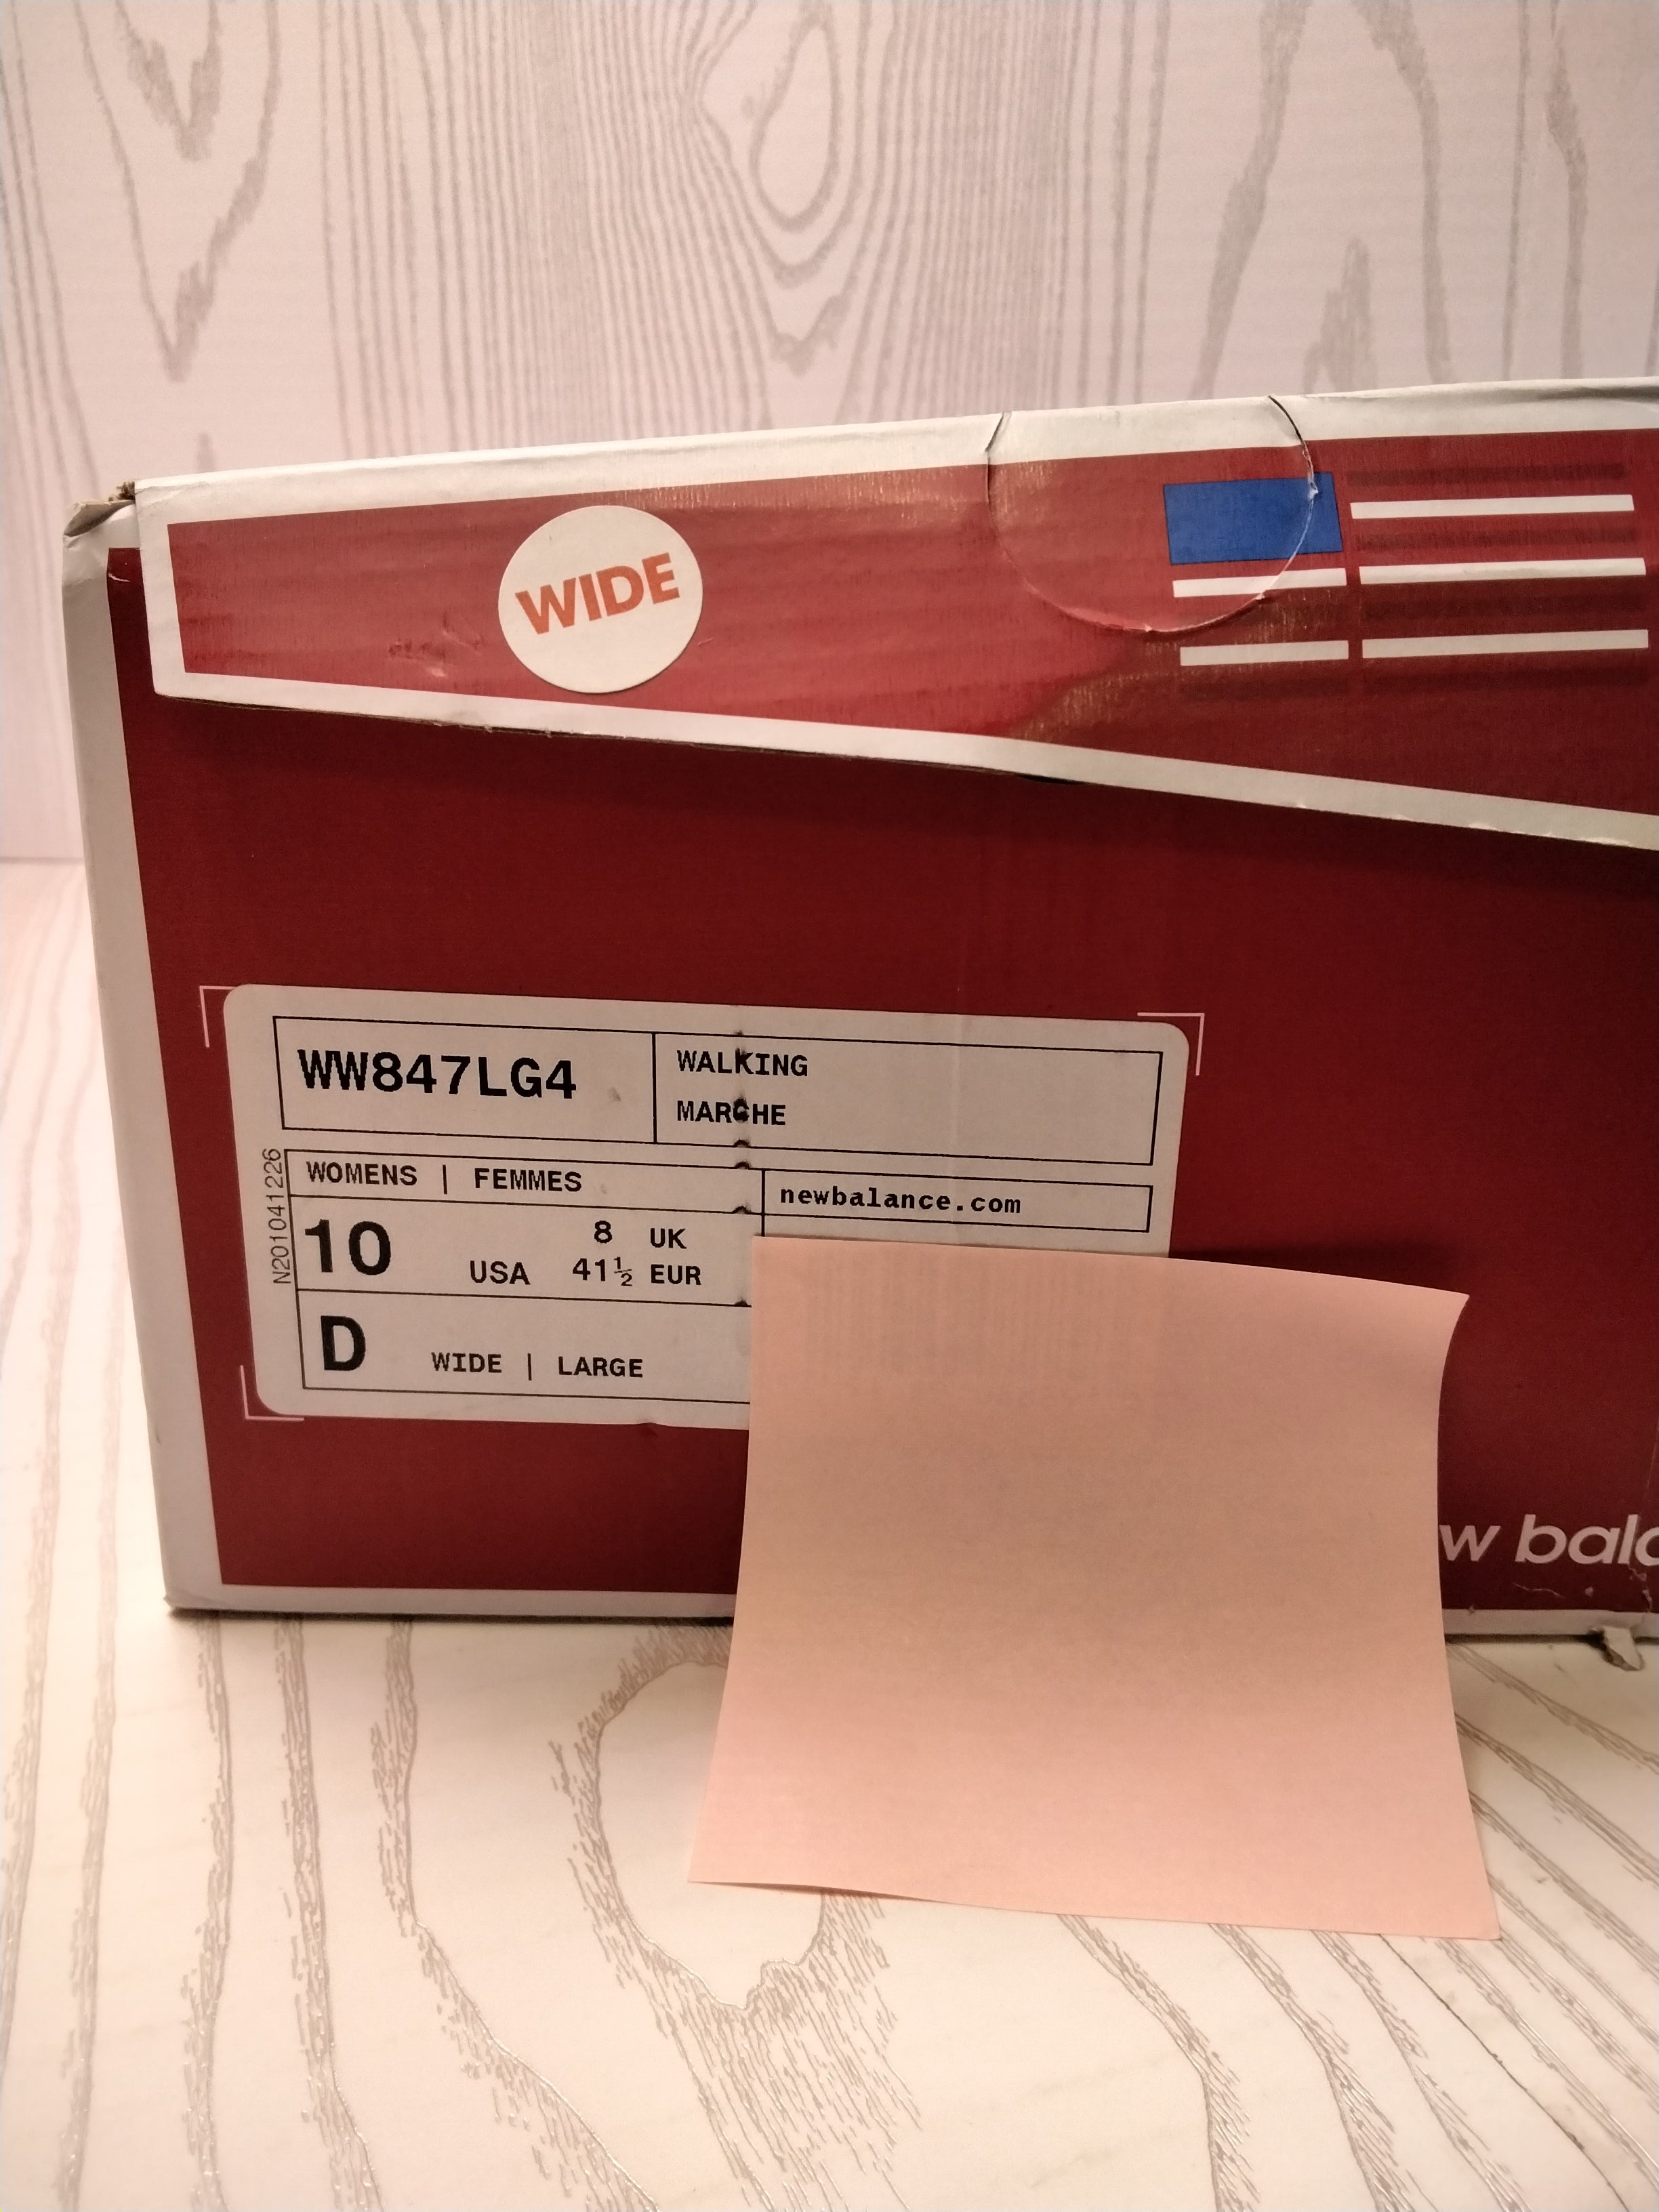 WIDE
WW847LG4
WALKING
MARCHE
N201041226
WOMENS | FEMMES
newbalance.com
10 USA 8 UK
41½ EUR
D WIDE | LARGE
w bala